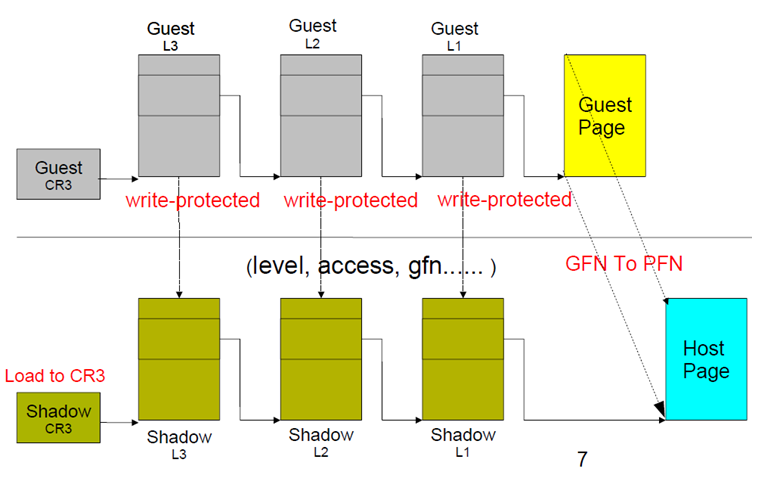 Guest
L3
Guest
L2
Guest
L1
Guest
Page
Guest
CR3
write-protected
write-protected
write-protected
(level, access, gfn...... )
GFN To PFN
Load to CR3
Host
Page
Shadow
CR3
Shadow
L3
Shadow
L2
Shadow
L1
7